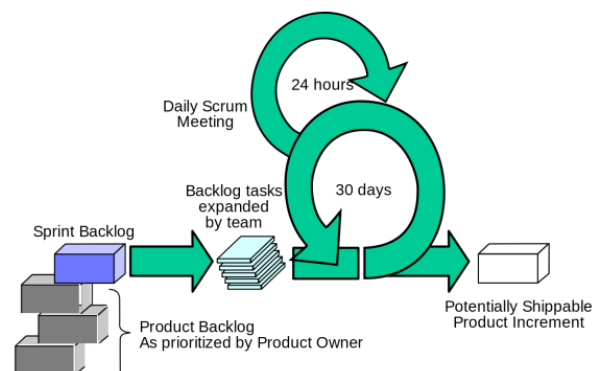 24 hours
Daily Scrum
Meeting
Backlog tasks
expanded
by team
30 days
Sprint Backlog
Potentially Shippable
Product Increment
Product Backlog
As prioritized by Product Owner